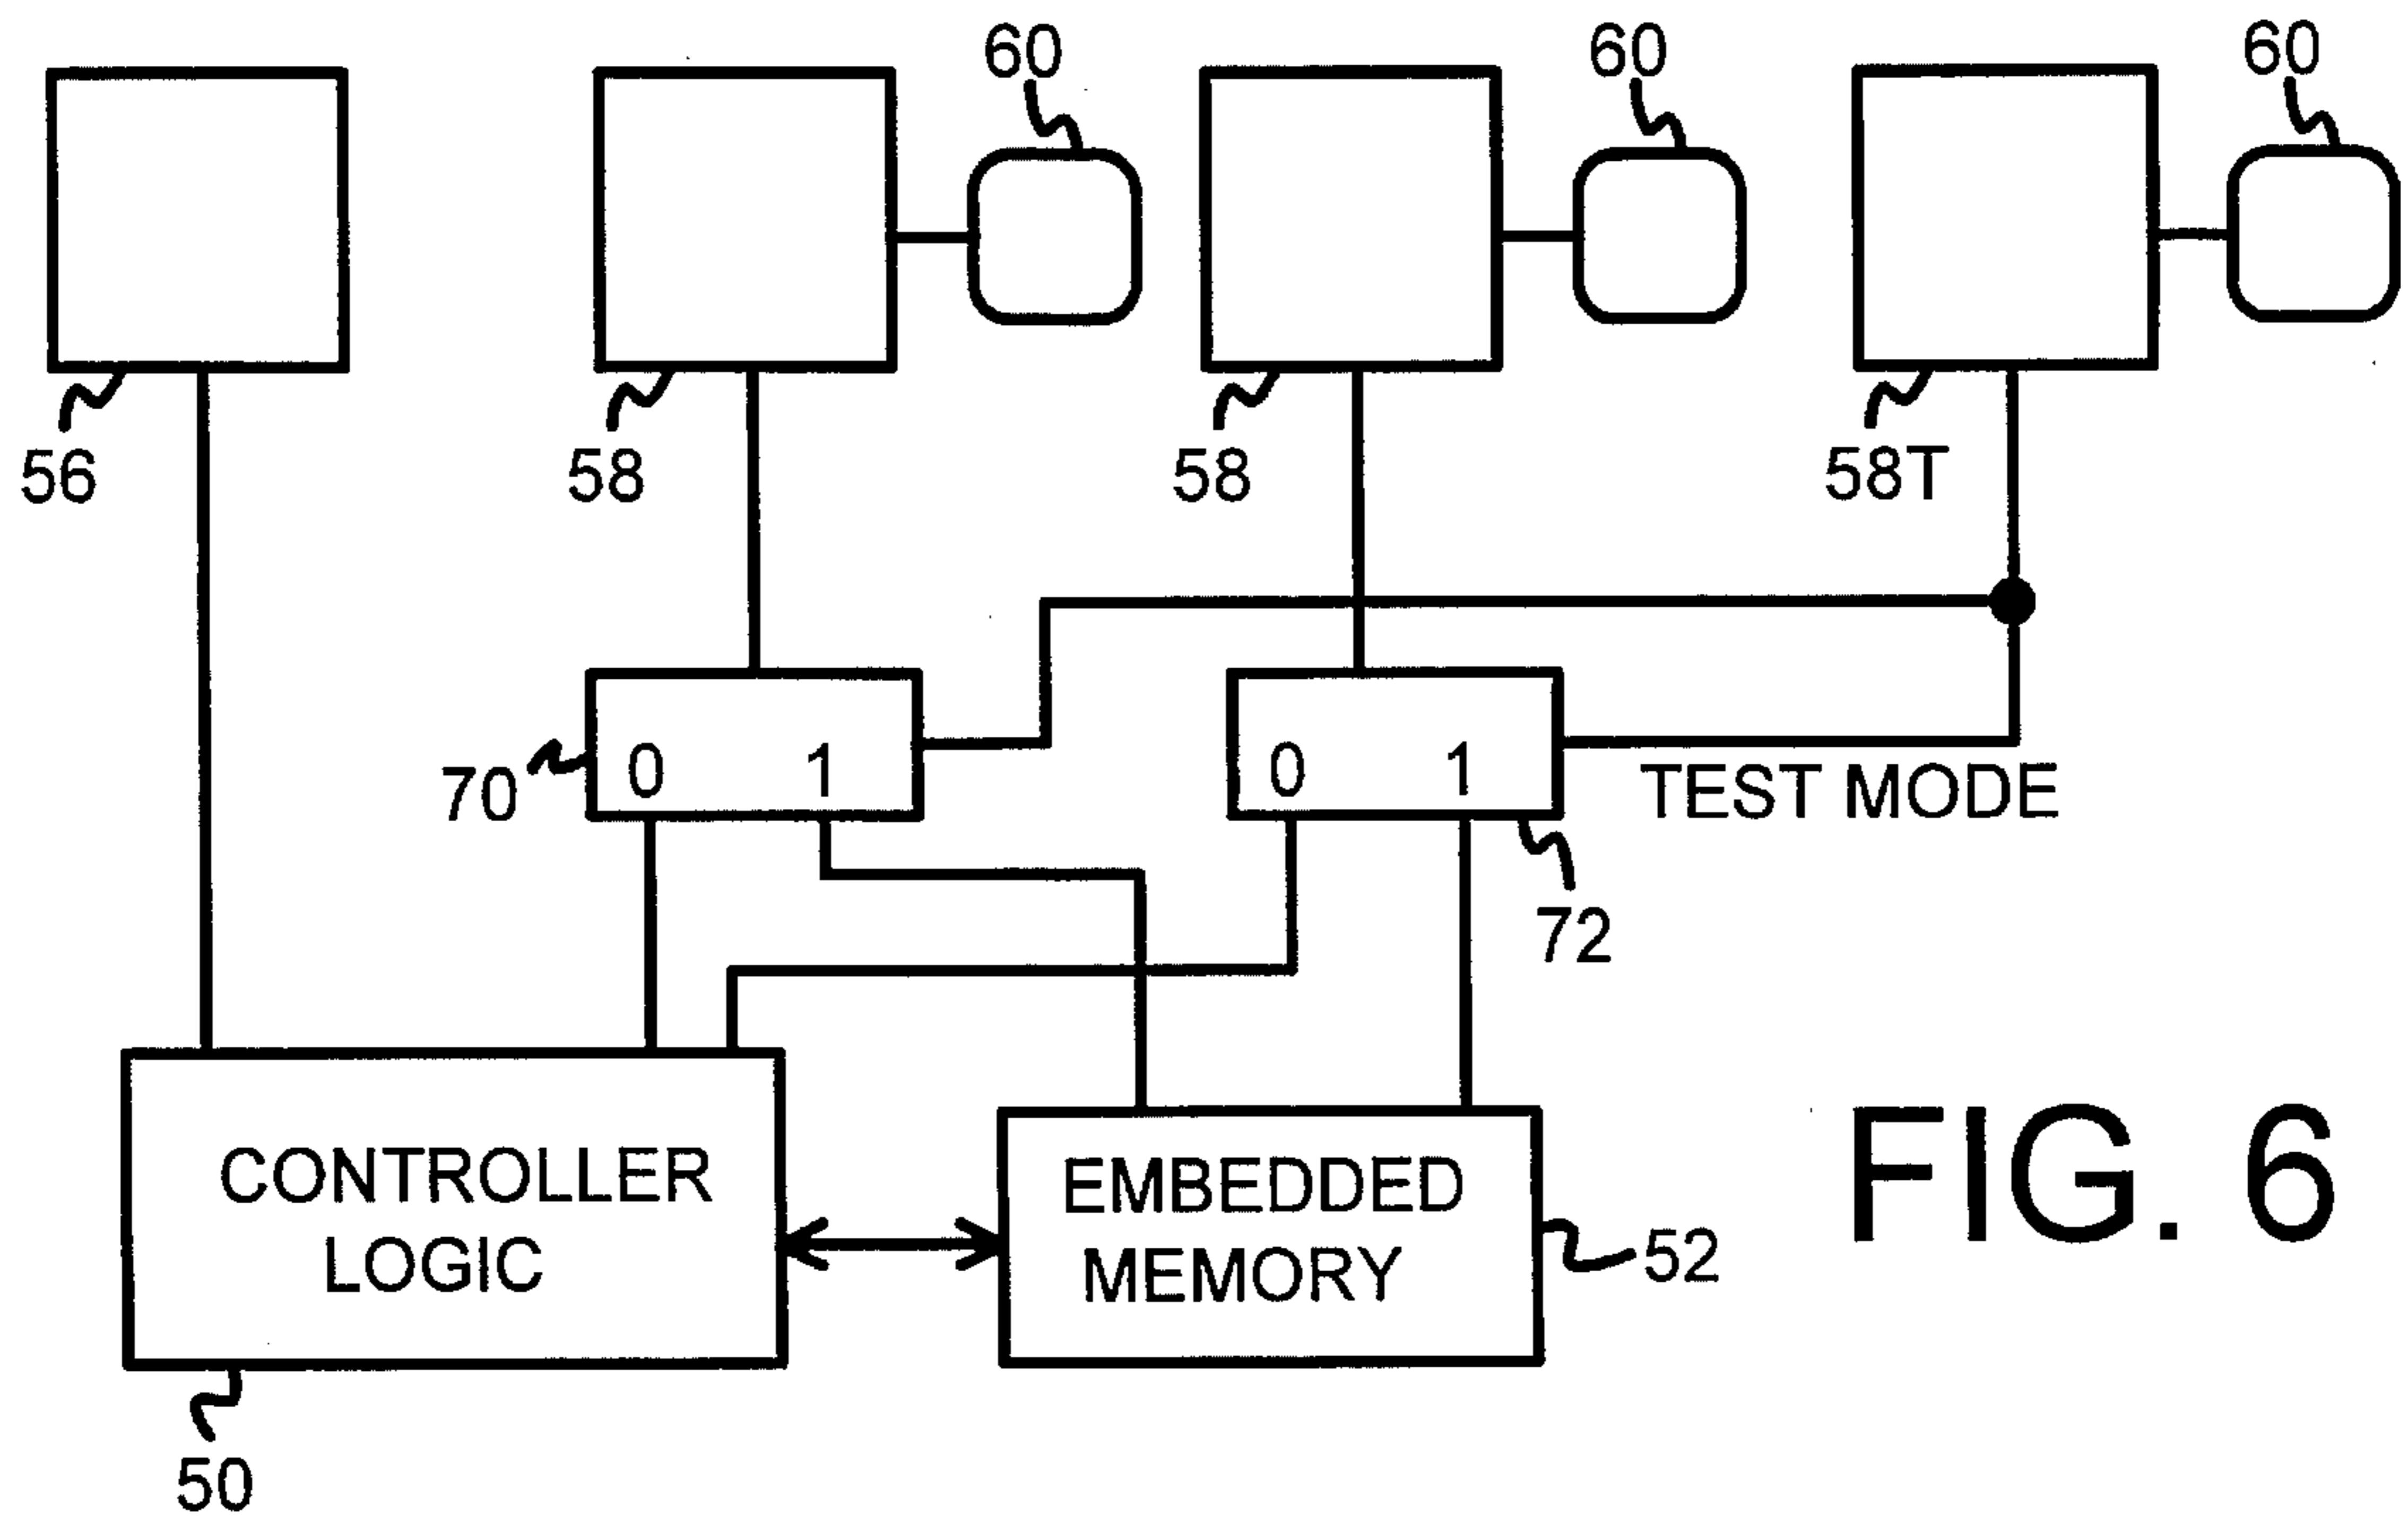 60 60 60
56 58 58 58T
70 0 1 0 1 TEST MODE
72
CONTROLLER
LOGIC
EMBEDDED
MEMORY
52
50
FIG. 6